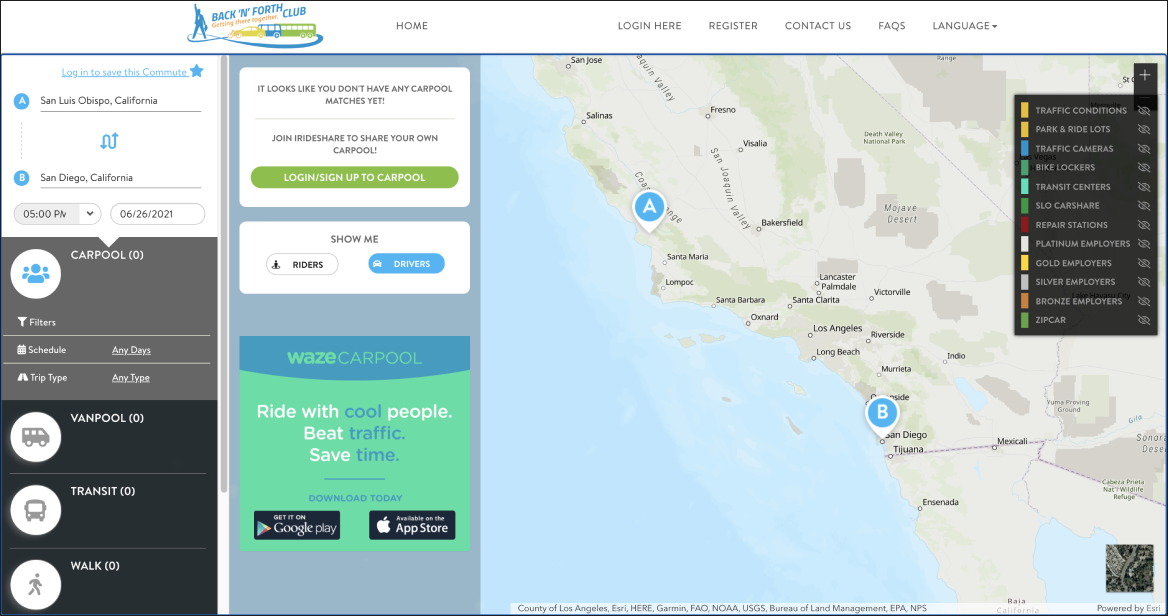 BACK 'N' FORTH CLUB
Getting there together.
HOME
LOGIN HERE
REGISTER
CONTACT US
FAQS
LANGUAGE
Log in to save this Commute
A
San Luis Obispo, California
B
San Diego, California
05:00 PM
06/26/2021
CARPOOL (0)
Filters
Schedule
Any Days
Trip Type
Any Type
VANPOOL (0)
TRANSIT (0)
WALK (0)
IT LOOKS LIKE YOU DON'T HAVE ANY CARPOOL
MATCHES YET!
JOIN IRIDESHARE TO SHARE YOUR OWN
CARPOOL!
LOGIN/SIGN UP TO CARPOOL
SHOW ME
RIDERS
DRIVERS
waze CARPOOL
Ride with cool people.
Beat traffic.
Save time.
DOWNLOAD TODAY
GET IT ON
Google play
Available on the
App Store
San Jose
Joaquin Valley
Range
Salinas
Fresno
Death Valley
National Park
Visalia
San Joaquin Valley
A
Mojave
Desert
Bakersfield
Santa Maria
Lompoc
Lancaster
Palmdale
Victorville
Santa Clarita
Santa Barbara
Oxnard
Los Angeles
Riverside
Long Beach
Indio
Murrieta
B
San Diego
Tijuana
Mexicali
Yuma Proving
Ground
Gila
Cabeza Prieta
Nat'l Wildlife
Refuge
Ensenada
Baja
California
+
TRAFFIC CONDITIONS
PARK & RIDE LOTS
TRAFFIC CAMERAS
BIKE LOCKERS
TRANSIT CENTERS
SLO CARSHARE
REPAIR STATIONS
PLATINUM EMPLOYERS
GOLD EMPLOYERS
SILVER EMPLOYERS
BRONZE EMPLOYERS
ZIPCAR
County of Los Angeles, Esri, HERE, Garmin, FAO, NOAA, USGS, Bureau of Land Management, EPA, NPS
Powered by Esri